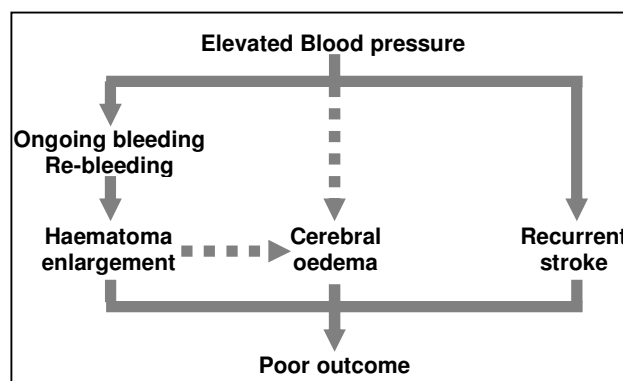 Elevated Blood pressure
Ongoing bleeding
Re-bleeding
Haematoma
enlargement
Cerebral
oedema
Recurrent
stroke
Poor outcome